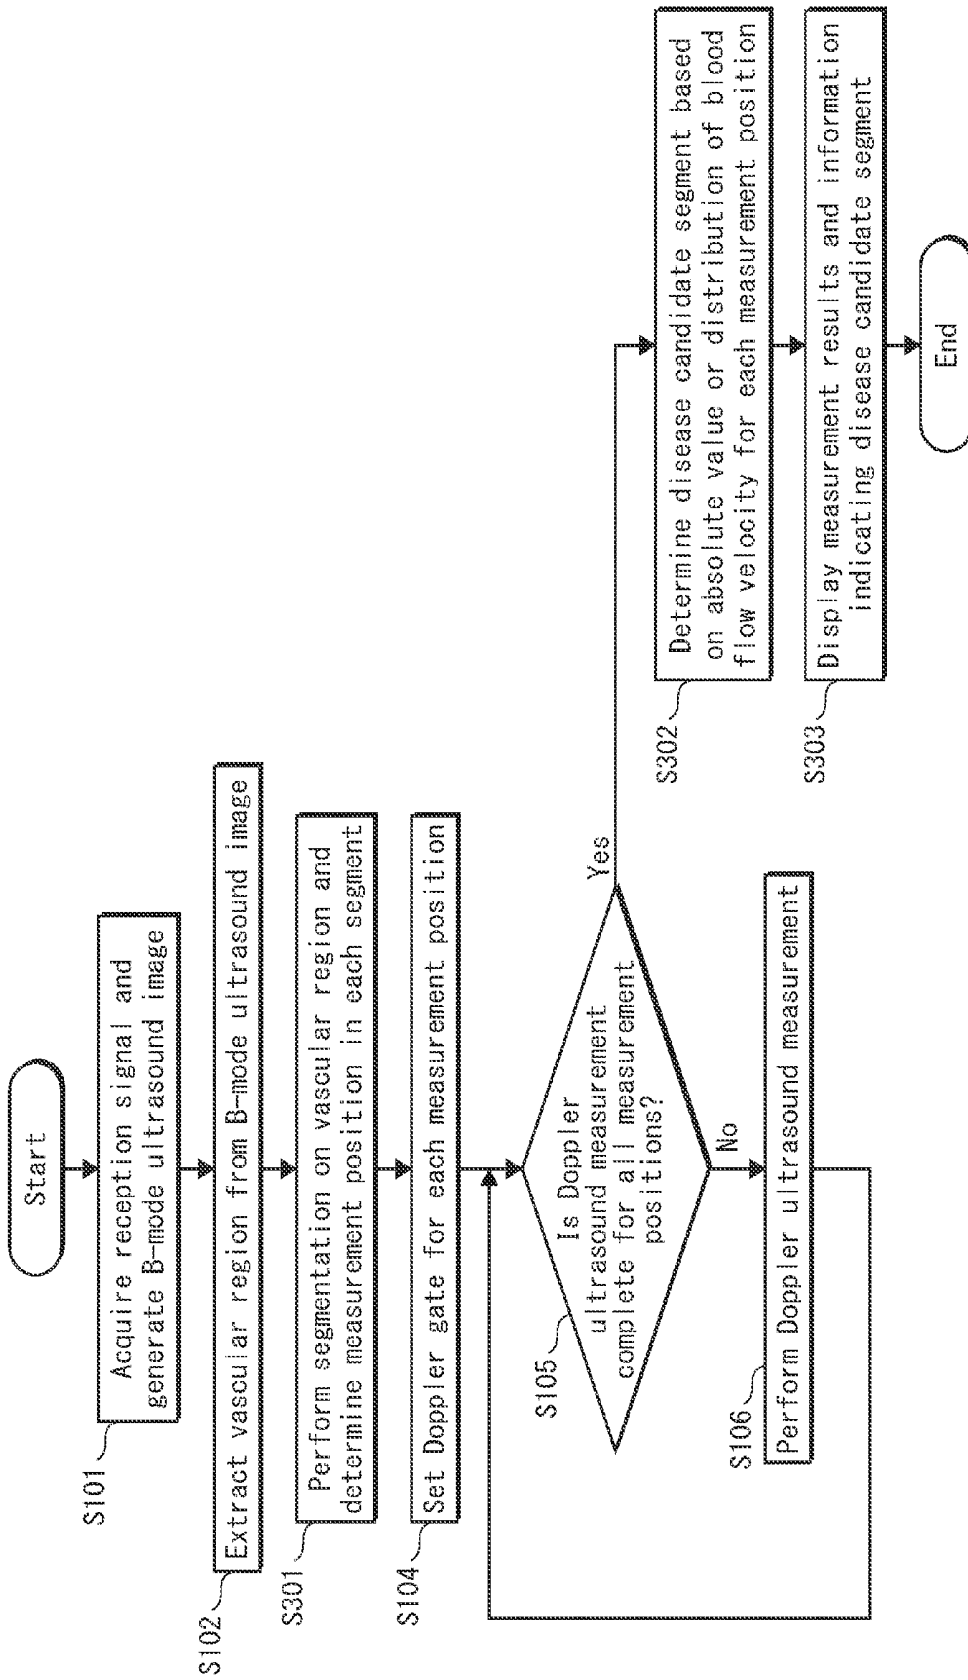 Start
S101
Acquire reception signal and
generate B-mode ultrasound image
S102
Extract vascular region from B-mode ultrasound image
S301
Perform segmentation on vascular region and
determine measurement position in each segment
S104
Set Doppler gate for each measurement position
S105
Is Doppler
ultrasound measurement
complete for all measurement
positions?
Yes
No
S106
Perform Doppler ultrasound measurement
S302
Determine disease candidate segment based
on absolute value or distribution of blood
flow velocity for each measurement position
S303
Display measurement results and information
indicating disease candidate segment
End